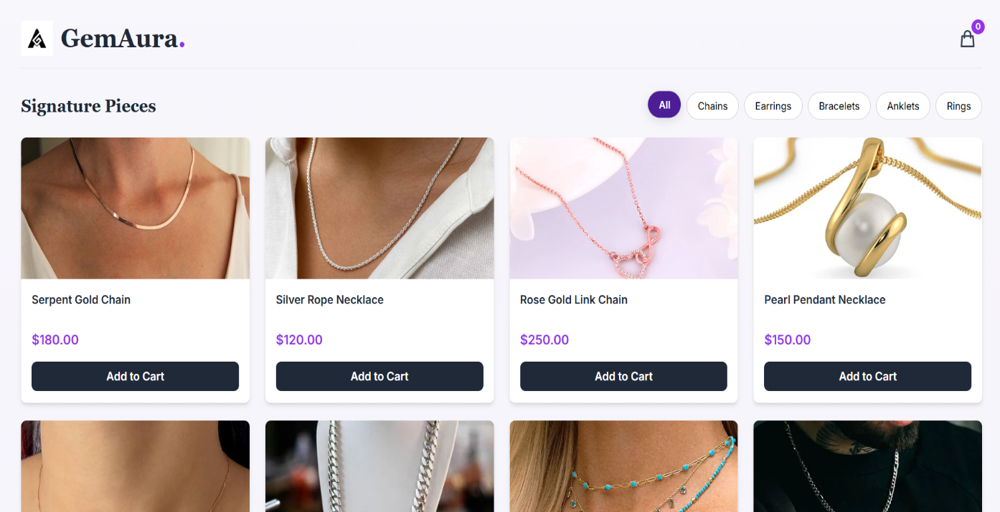 GemAura.
0
Signature Pieces
All
Chains
Earrings
Bracelets
Anklets
Rings
Serpent Gold Chain
Silver Rope Necklace
Rose Gold Link Chain
Pearl Pendant Necklace
$180.00
$120.00
$250.00
$150.00
Add to Cart
Add to Cart
Add to Cart
Add to Cart